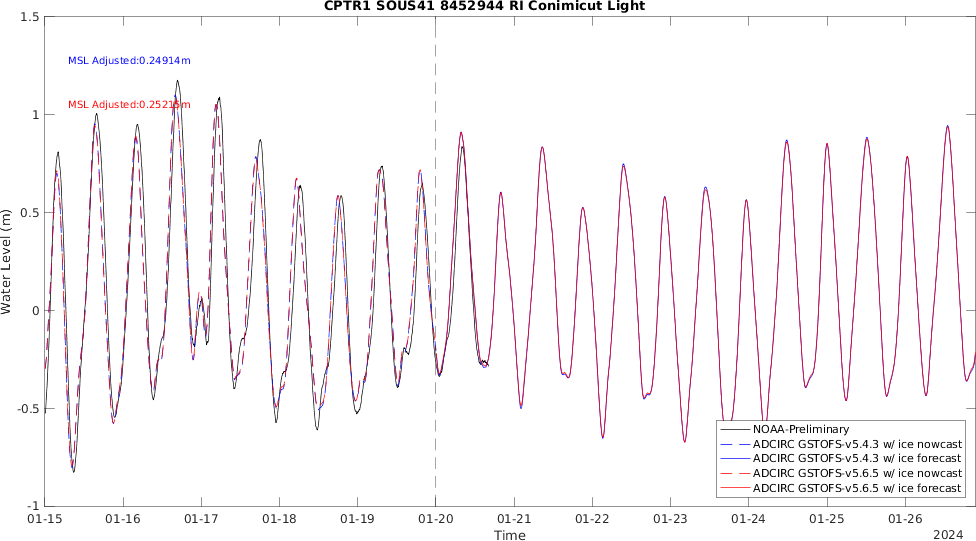 CPTR1 SOUS41 8452944 RI Conimicut Light
1.5
MSL Adjusted:0.24914m
MSL Adjusted:0.25215m
1
0.5
0
-0.5
-1
Water Level (m)
NOAA-Preliminary
ADCIRC GSTOFS-v5.4.3 w/ ice nowcast
ADCIRC GSTOFS-v5.4.3 w/ ice forecast
ADCIRC GSTOFS-v5.6.5 w/ ice nowcast
ADCIRC GSTOFS-v5.6.5 w/ ice forecast
01-15 01-16 01-17 01-18 01-19 01-20 01-21 01-22 01-23 01-24 01-25 01-26
Time
2024